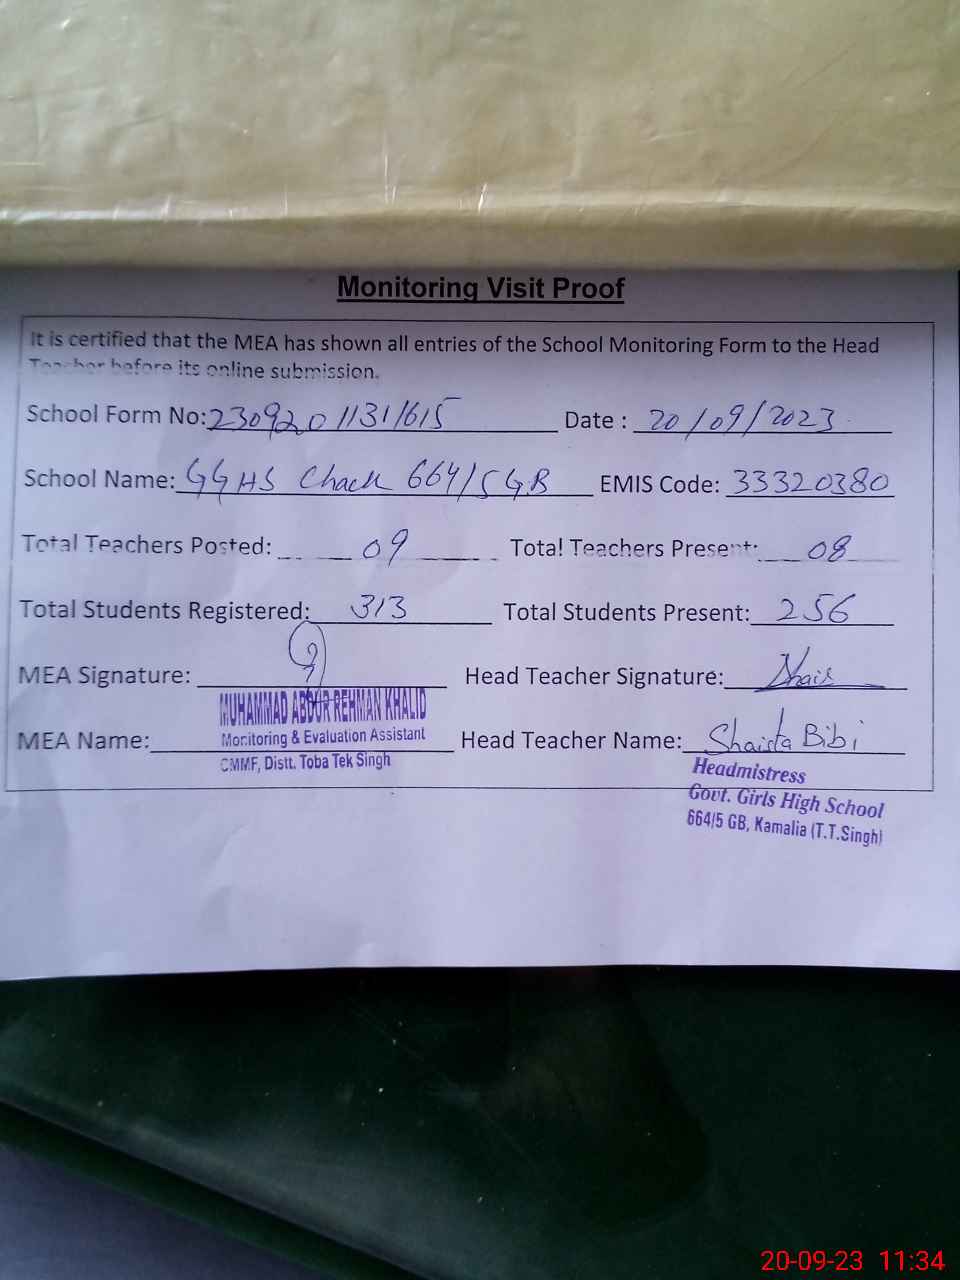 Monitoring Visit Proof
It is certified that the MEA has shown all entries of the School Monitoring Form to the Head
Teacher before its online submission.
School Form No: 2309201131615 Date : 20/09/2023
School Name: GGHS Chack 664/5 GB EMIS Code: 33320380
Total Teachers Posted: 09 Total Teachers Present: 08
Total Students Registered: 313 Total Students Present: 256
MEA Signature: Head Teacher Signature:
MUHAMMAD ABDUR REHMAN KHALID
MEA Name: Monitoring & Evaluation Assistant Head Teacher Name: Shaista Bibi
CMMF, Distt. Toba Tek Singh
Headmistress
Govt. Girls High School
664/5 GB, Kamalia (T.T.Singh)
20-09-23 11:34